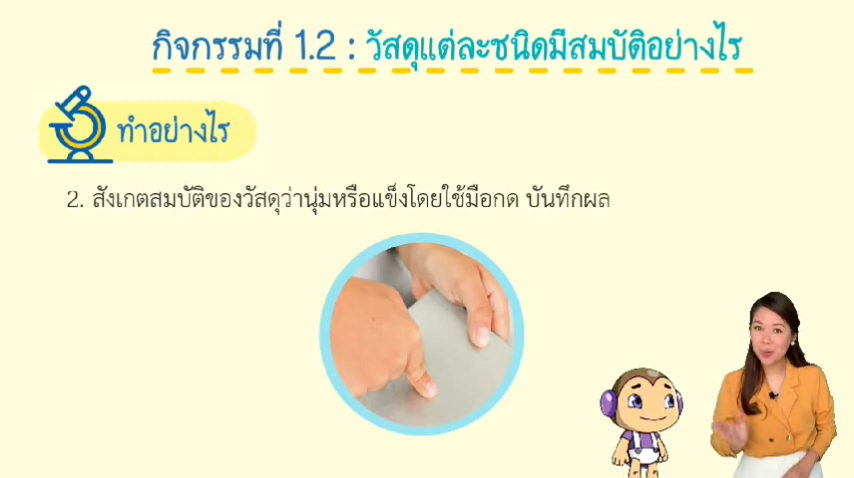 กิจกรรมที่ 1.2 : วัสดุแต่ละชนิดมีสมบัติอย่างไร
ทำอย่างไร
2. สังเกตสมบัติของวัสดุว่านุ่มหรือแข็งโดยใช้มือกด บันทึกผล